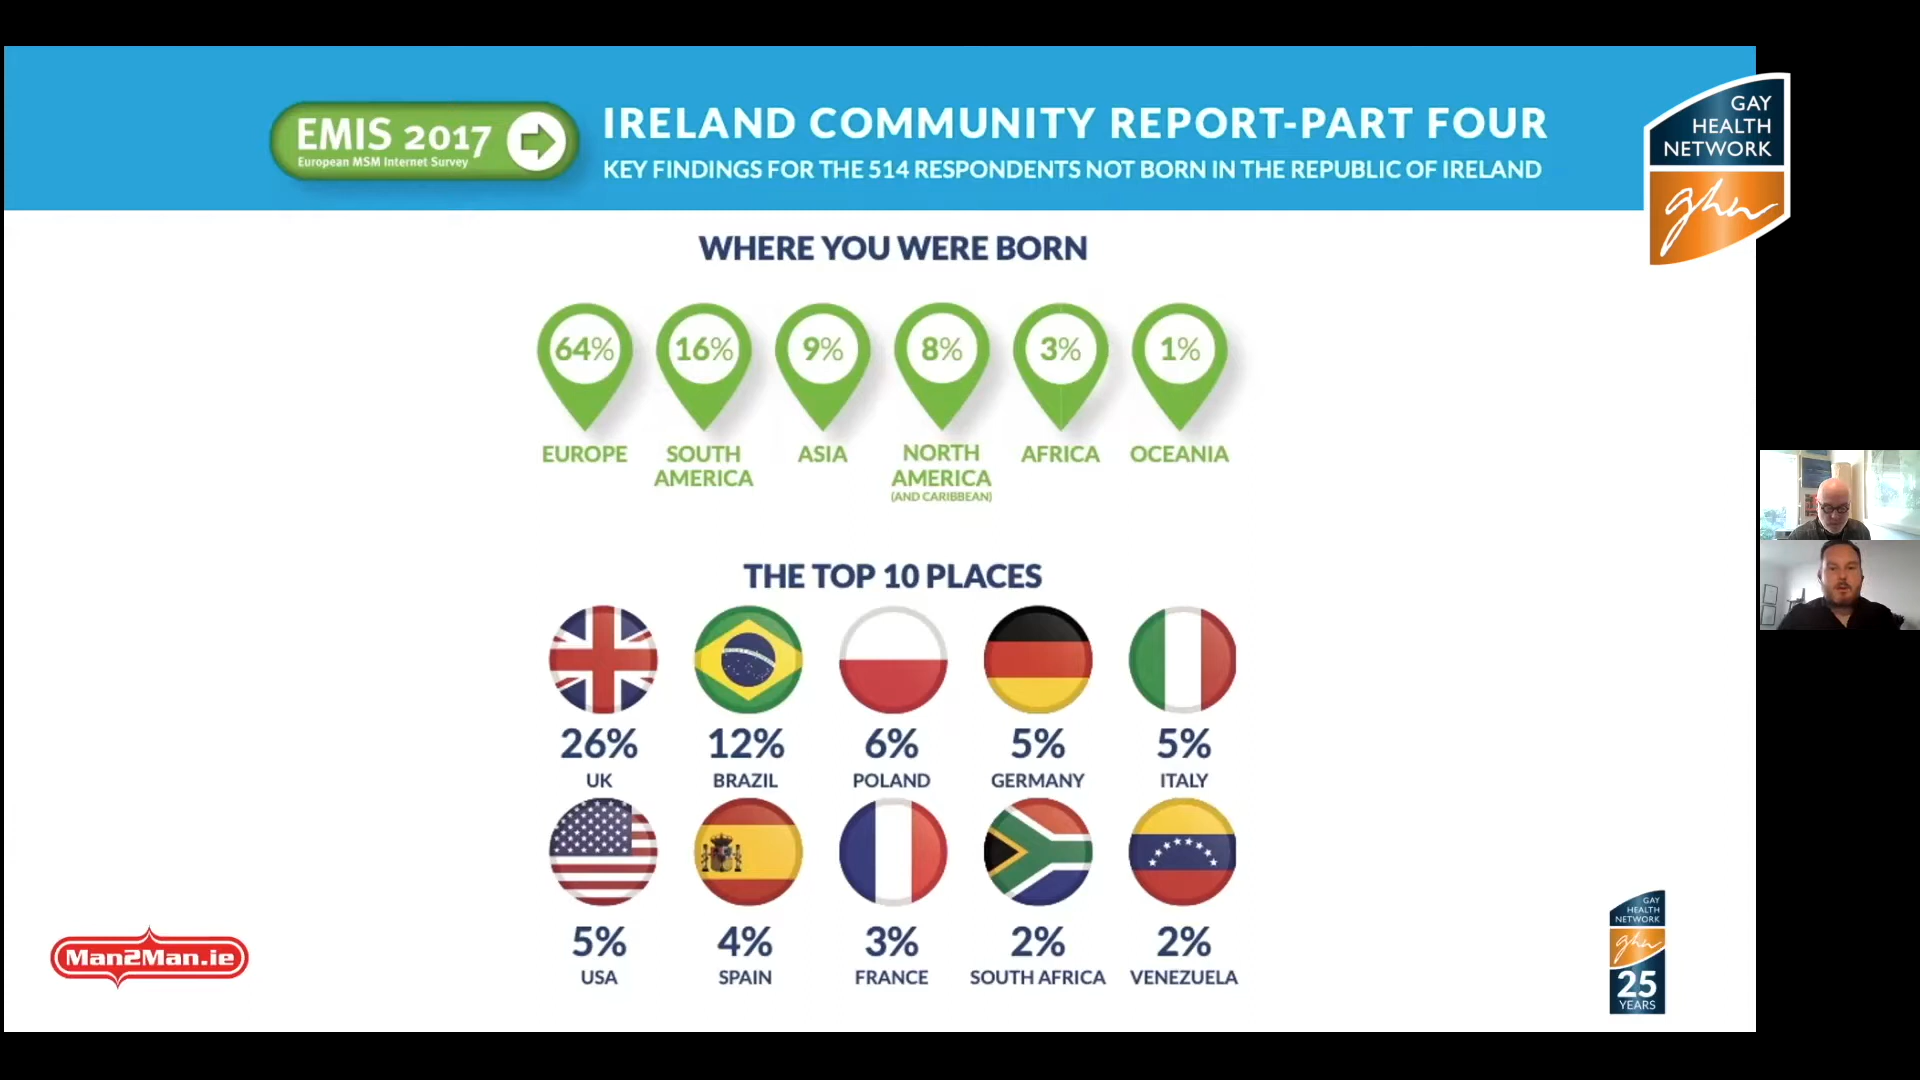 EMIS 2017
European MSM Internet Survey
IRELAND COMMUNITY REPORT-PART FOUR
KEY FINDINGS FOR THE 514 RESPONDENTS NOT BORN IN THE REPUBLIC OF IRELAND
GAY
HEALTH
NETWORK
ghn
WHERE YOU WERE BORN
64% 16% 9% 8% 3% 1%
EUROPE SOUTH AMERICA ASIA NORTH AMERICA (AND CARIBBEAN) AFRICA OCEANIA
THE TOP 10 PLACES
26% 12% 6% 5% 5%
UK BRAZIL POLAND GERMANY ITALY
5% 4% 3% 2% 2%
USA SPAIN FRANCE SOUTH AFRICA VENEZUELA
Man2Man.ie
GAY
HEALTH
NETWORK
ghn
25
YEARS